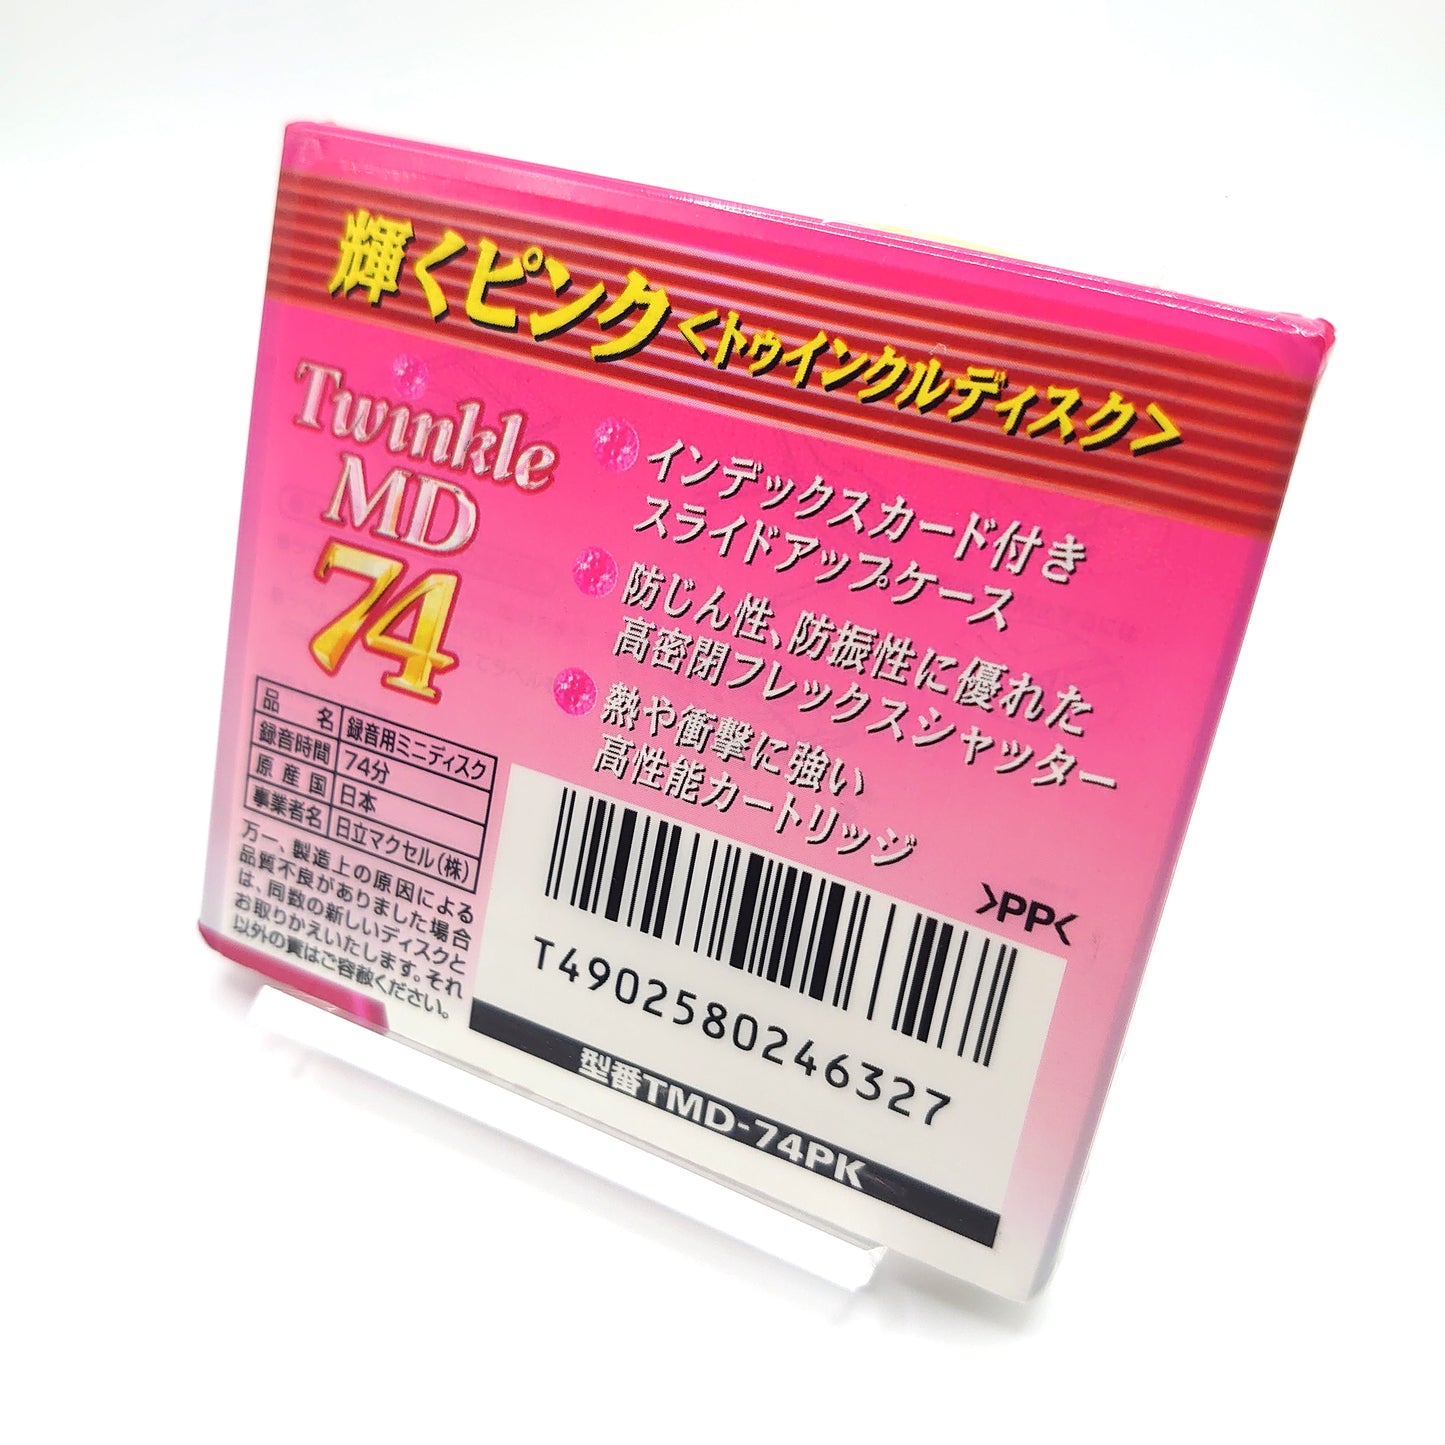 輝くピンク<トゥインクルディスク>
Twinkle
MD
74
インデックスカード付き
スライドアップケース
防じん性、防振性に優れた
高密閉フレックスシャッター
熱や衝撃に強い
高性能カートリッジ
品名 録音用ミニディスク
録音時間 74分
原産国 日本
事業者名 日立マクセル(株)
万一、製造上の原因による
品質不良がありました場合
は、同数の新しいディスクと
お取りかえいたします。それ
以外の責はご容赦ください。
>PP<
T4902580246327
型番TMD-74PK